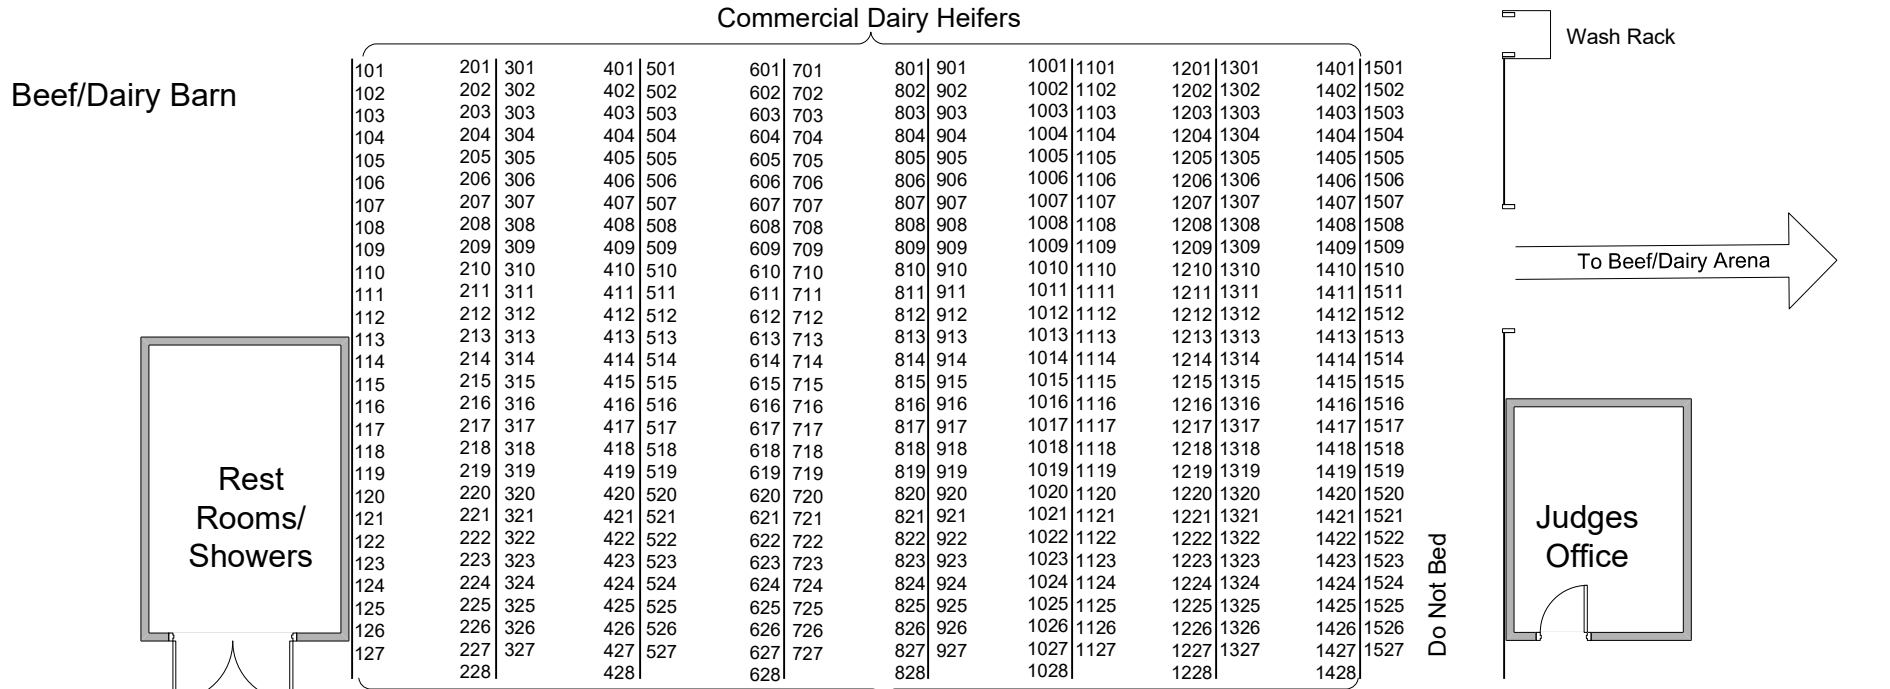 Commercial Dairy Heifers
Wash Rack
Beef/Dairy Barn
101 201 301 401 501 601 701 801 901 1001 1101 1201 1301 1401 1501
102 202 302 402 502 602 702 802 902 1002 1102 1202 1302 1402 1502
103 203 303 403 503 603 703 803 903 1003 1103 1203 1303 1403 1503
104 204 304 404 504 604 704 804 904 1004 1104 1204 1304 1404 1504
105 205 305 405 505 605 705 805 905 1005 1105 1205 1305 1405 1505
106 206 306 406 506 606 706 806 906 1006 1106 1206 1306 1406 1506
107 207 307 407 507 607 707 807 907 1007 1107 1207 1307 1407 1507
108 208 308 408 508 608 708 808 908 1008 1108 1208 1308 1408 1508
109 209 309 409 509 609 709 809 909 1009 1109 1209 1309 1409 1509
110 210 310 410 510 610 710 810 910 1010 1110 1210 1310 1410 1510
111 211 311 411 511 611 711 811 911 1011 1111 1211 1311 1411 1511
112 212 312 412 512 612 712 812 912 1012 1112 1212 1312 1412 1512
113 213 313 413 513 613 713 813 913 1013 1113 1213 1313 1413 1513
114 214 314 414 514 614 714 814 914 1014 1114 1214 1314 1414 1514
115 215 315 415 515 615 715 815 915 1015 1115 1215 1315 1415 1515
116 216 316 416 516 616 716 816 916 1016 1116 1216 1316 1416 1516
117 217 317 417 517 617 717 817 917 1017 1117 1217 1317 1417 1517
118 218 318 418 518 618 718 818 918 1018 1118 1218 1318 1418 1518
119 219 319 419 519 619 719 819 919 1019 1119 1219 1319 1419 1519
120 220 320 420 520 620 720 820 920 1020 1120 1220 1320 1420 1520
121 221 321 421 521 621 721 821 921 1021 1121 1221 1321 1421 1521
122 222 322 422 522 622 722 822 922 1022 1122 1222 1322 1422 1522
123 223 323 423 523 623 723 823 923 1023 1123 1223 1323 1423 1523
124 224 324 424 524 624 724 824 924 1024 1124 1224 1324 1424 1524
125 225 325 425 525 625 725 825 925 1025 1125 1225 1325 1425 1525
126 226 326 426 526 626 726 826 926 1026 1126 1226 1326 1426 1526
127 227 327 427 527 627 727 827 927 1027 1127 1227 1327 1427 1527
228 428 628 828 1028 1228 1428
To Beef/Dairy Arena
Rest
Rooms/
Showers
Do Not Bed
Judges
Office